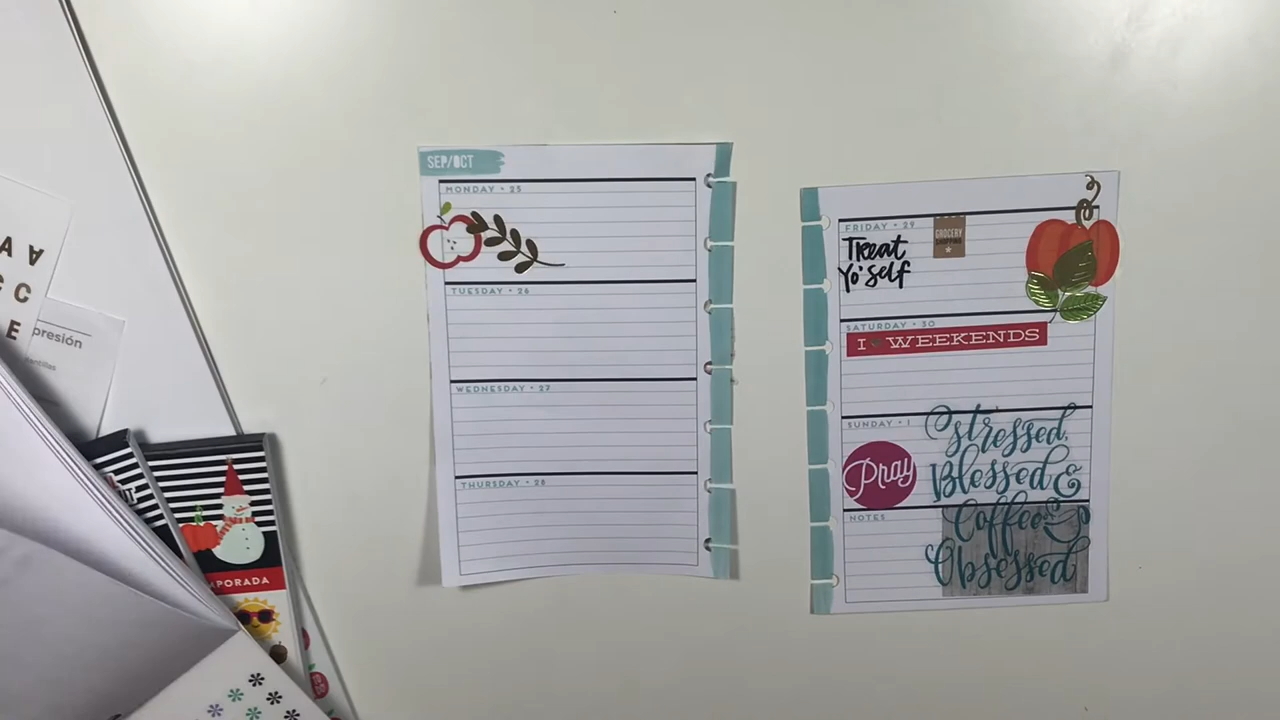 SEP/OCT
MONDAY • 25
TUESDAY • 26
WEDNESDAY • 27
THURSDAY • 28
FRIDAY • 29
Treat
Yo' self
GROCERY
SHOPPING
SATURDAY • 30
I WEEKENDS
SUNDAY • 1
Pray
Stressed,
Blessed &
Coffee
Obsessed
NOTES
A A
G C
E
presión
MPORADA